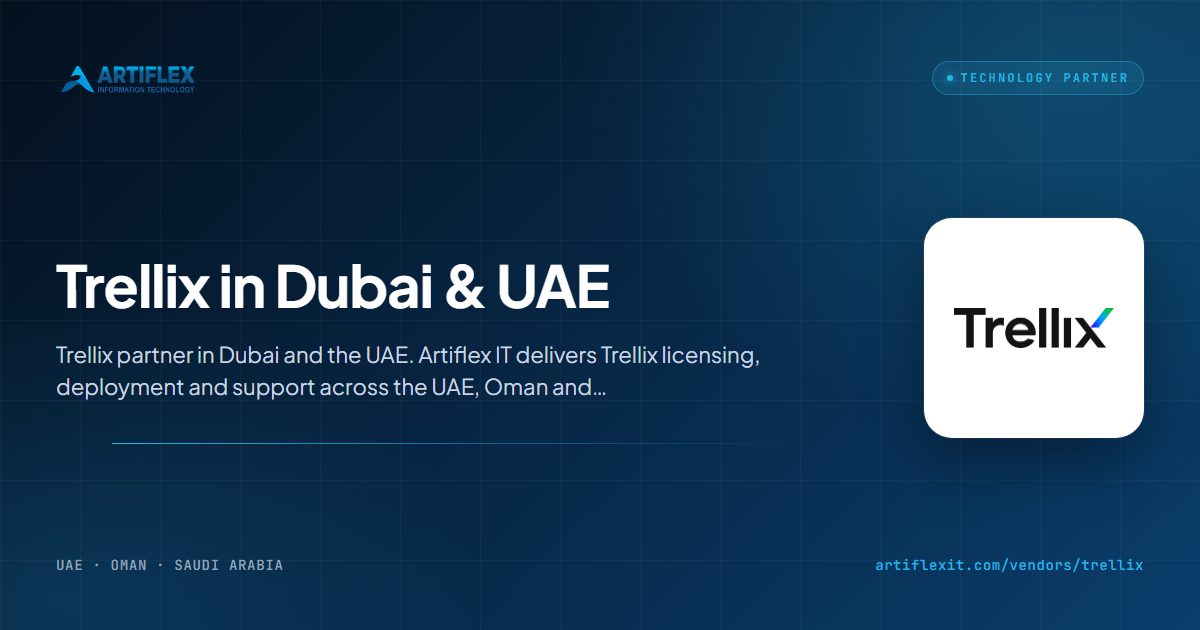 ARTIFLEX
INFORMATION TECHNOLOGY
TECHNOLOGY PARTNER
Trellix in Dubai & UAE
Trellix partner in Dubai and the UAE. Artiflex IT delivers Trellix licensing,
deployment and support across the UAE, Oman and...
Trellix
UAE · OMAN · SAUDI ARABIA
artiflexit.com/vendors/trellix